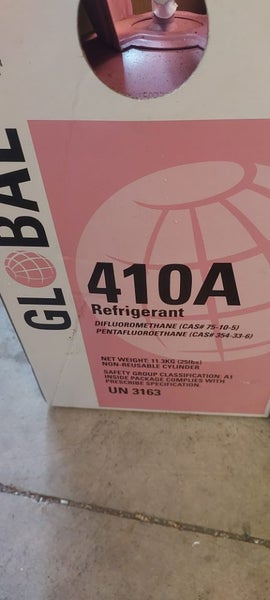 GLOBAL
410A
Refrigerant
DIFLUOROMETHANE (CAS# 75-10-5)
PENTAFLUOROETHANE (CAS# 354-33-6)
NET WEIGHT: 11.3KG (25lbs)
NON-REUSABLE CYLINDER
SAFETY GROUP CLASSIFICATION: A1
INSIDE PACKAGE COMPLIES WITH
PRESCRIBE SPECIFICATION.
UN 3163